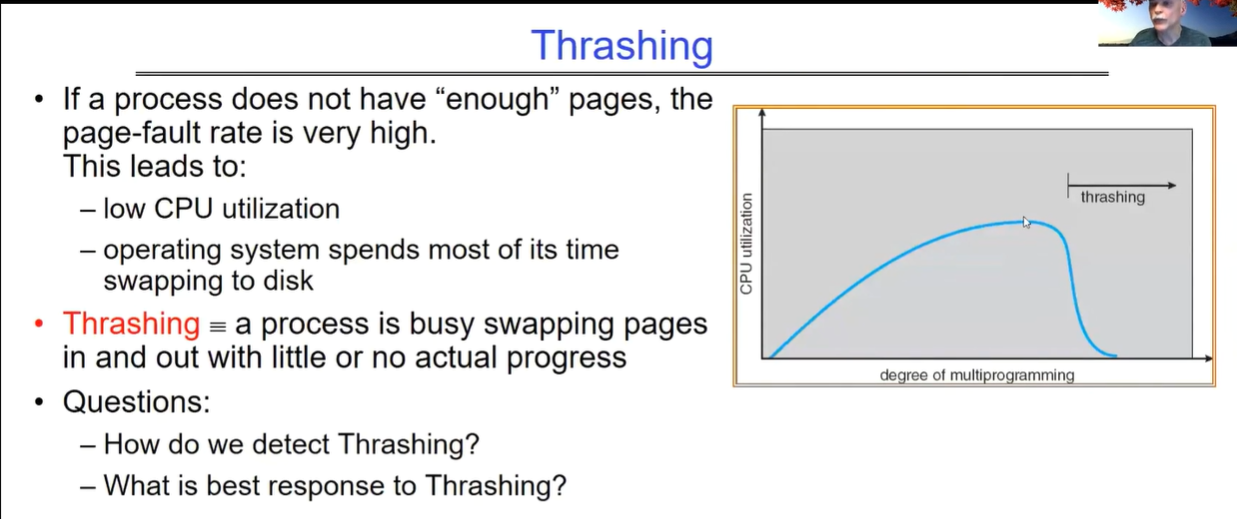 Thrashing
• If a process does not have “enough” pages, the
page-fault rate is very high.
This leads to:
– low CPU utilization
– operating system spends most of its time
swapping to disk
• Thrashing ≡ a process is busy swapping pages
in and out with little or no actual progress
• Questions:
– How do we detect Thrashing?
– What is best response to Thrashing?
CPU utilization
thrashing
degree of multiprogramming